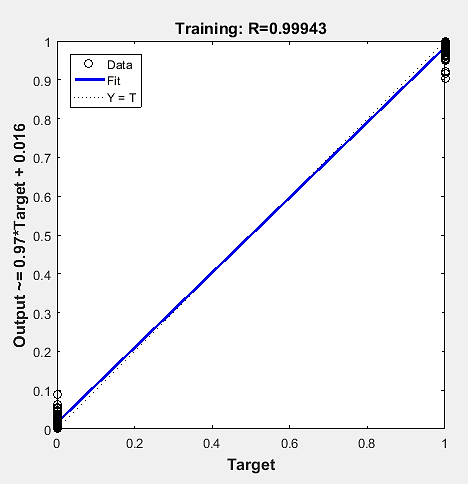 Training: R=0.99943
Data
Fit
Y = T
Output ~= 0.97*Target + 0.016
1
0.9
0.8
0.7
0.6
0.5
0.4
0.3
0.2
0.1
0
0 0.2 0.4 0.6 0.8 1
Target